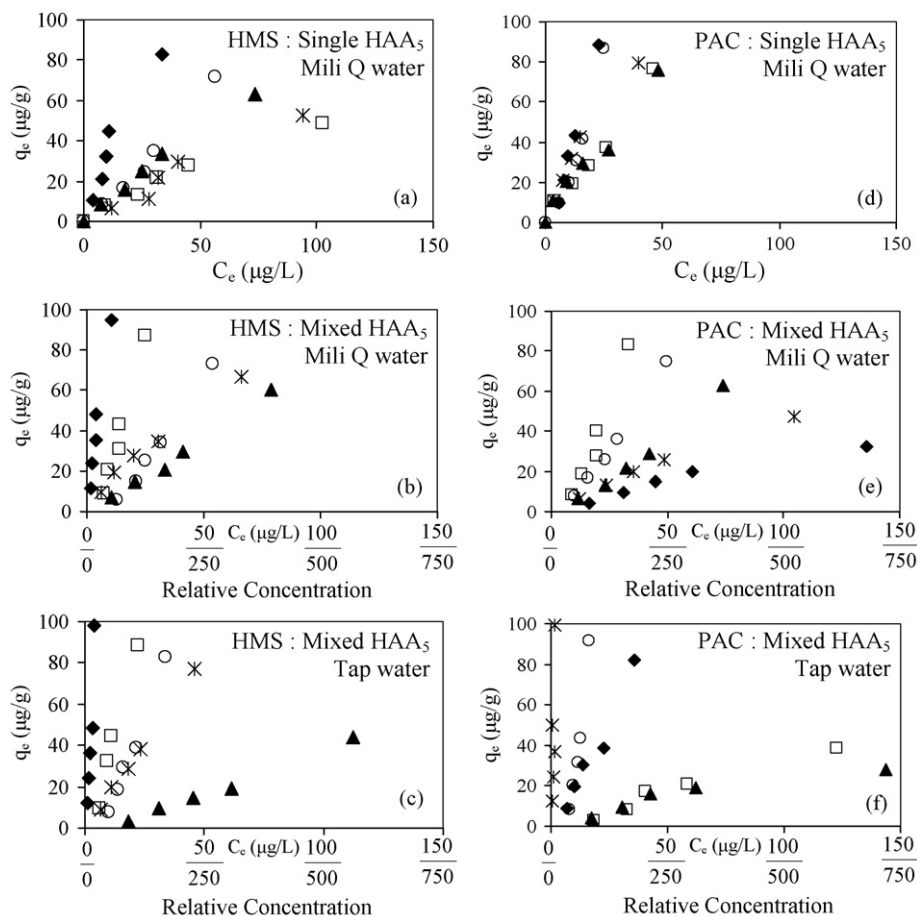 HMS : Single HAA₅
Mili Q water
100
80
60
40
20
0
qₑ (µg/g)
(a)
0 50 100 150
Cₑ (µg/L)
PAC : Single HAA₅
Mili Q water
100
80
60
40
20
0
qₑ (µg/g)
(d)
0 50 100 150
Cₑ (µg/L)
HMS : Mixed HAA₅
Mili Q water
100
80
60
40
20
0
qₑ (µg/g)
(b)
0 50 Cₑ (µg/L) 100 150
0 250 500 750
Relative Concentration
PAC : Mixed HAA₅
Mili Q water
100
80
60
40
20
0
qₑ (µg/g)
(e)
0 50 Cₑ (µg/L) 100 150
0 250 500 750
Relative Concentration
HMS : Mixed HAA₅
Tap water
100
80
60
40
20
0
qₑ (µg/g)
(c)
0 50 Cₑ (µg/L) 100 150
0 250 500 750
Relative Concentration
PAC : Mixed HAA₅
Tap water
100
80
60
40
20
0
qₑ (µg/g)
(f)
0 50 Cₑ (µg/L) 100 150
0 250 500 750
Relative Concentration